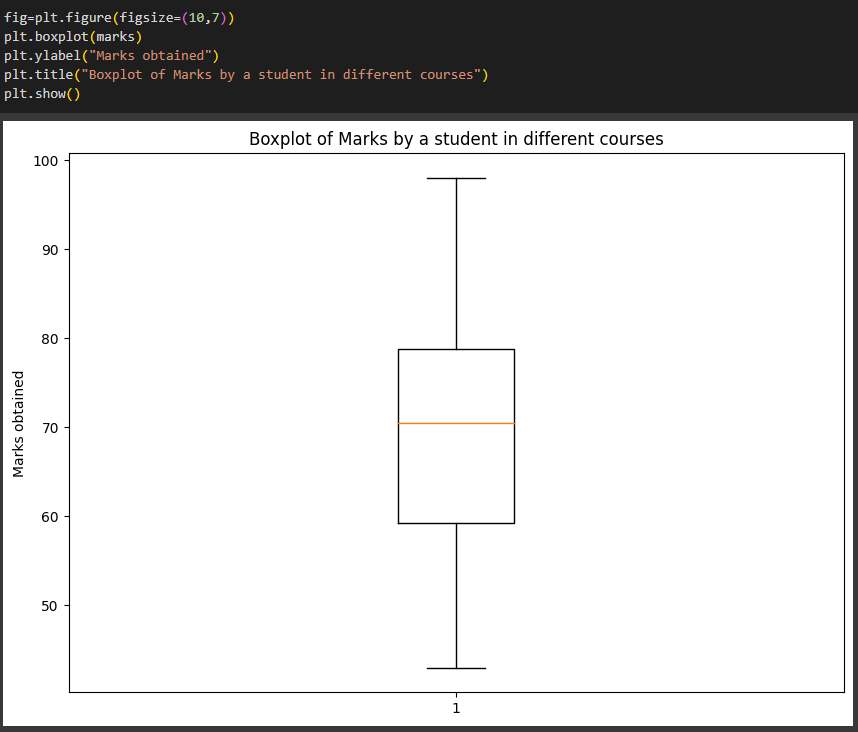 fig=plt.figure(figsize=(10,7))
plt.boxplot(marks)
plt.ylabel("Marks obtained")
plt.title("Boxplot of Marks by a student in different courses")
plt.show()
Boxplot of Marks by a student in different courses
100
90
80
70
60
50
Marks obtained
1